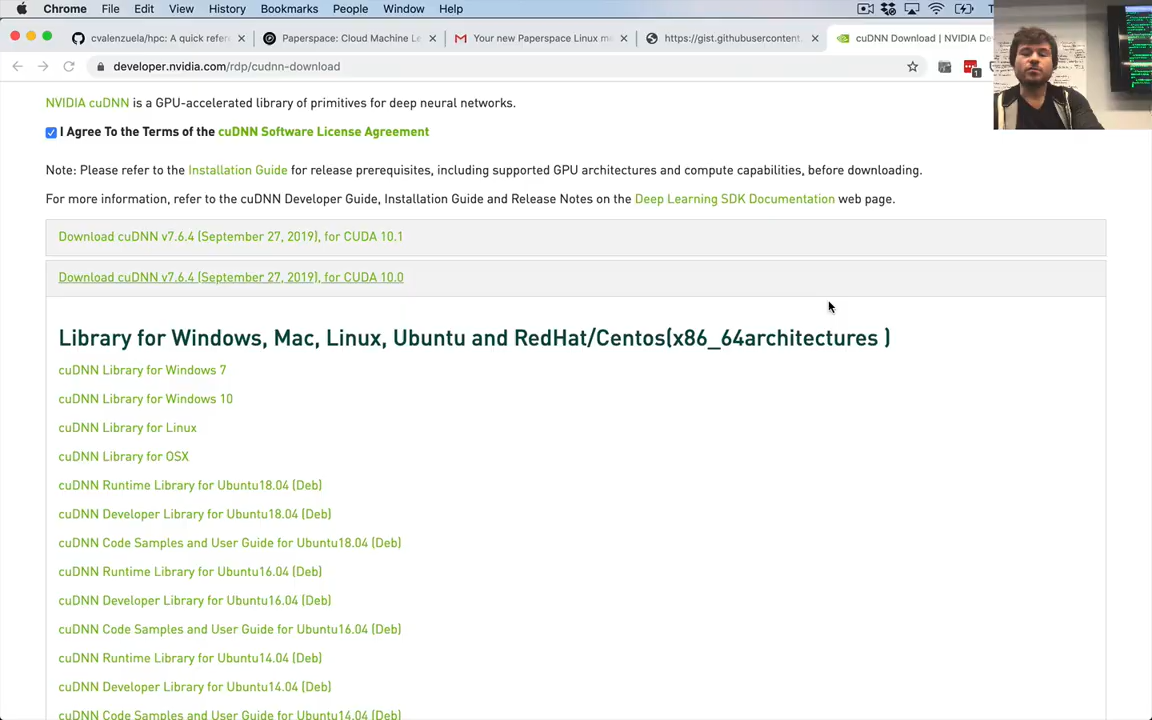 Chrome File Edit View History Bookmarks People Window Help
cvalenzuela/hpc: A quick refer
Paperspace: Cloud Machine Le
Your new Paperspace Linux m
https://gist.githubusercontent.
cuDNN Download | NVIDIA De
developer.nvidia.com/rdp/cudnn-download
NVIDIA cuDNN is a GPU-accelerated library of primitives for deep neural networks.
I Agree To the Terms of the cuDNN Software License Agreement
Note: Please refer to the Installation Guide for release prerequisites, including supported GPU architectures and compute capabilities, before downloading.
For more information, refer to the cuDNN Developer Guide, Installation Guide and Release Notes on the Deep Learning SDK Documentation web page.
Download cuDNN v7.6.4 (September 27, 2019), for CUDA 10.1
Download cuDNN v7.6.4 (September 27, 2019), for CUDA 10.0
Library for Windows, Mac, Linux, Ubuntu and RedHat/Centos(x86_64architectures )
cuDNN Library for Windows 7
cuDNN Library for Windows 10
cuDNN Library for Linux
cuDNN Library for OSX
cuDNN Runtime Library for Ubuntu18.04 (Deb)
cuDNN Developer Library for Ubuntu18.04 (Deb)
cuDNN Code Samples and User Guide for Ubuntu18.04 (Deb)
cuDNN Runtime Library for Ubuntu16.04 (Deb)
cuDNN Developer Library for Ubuntu16.04 (Deb)
cuDNN Code Samples and User Guide for Ubuntu16.04 (Deb)
cuDNN Runtime Library for Ubuntu14.04 (Deb)
cuDNN Developer Library for Ubuntu14.04 (Deb)
cuDNN Code Samples and User Guide for Ubuntu14.04 (Deb)